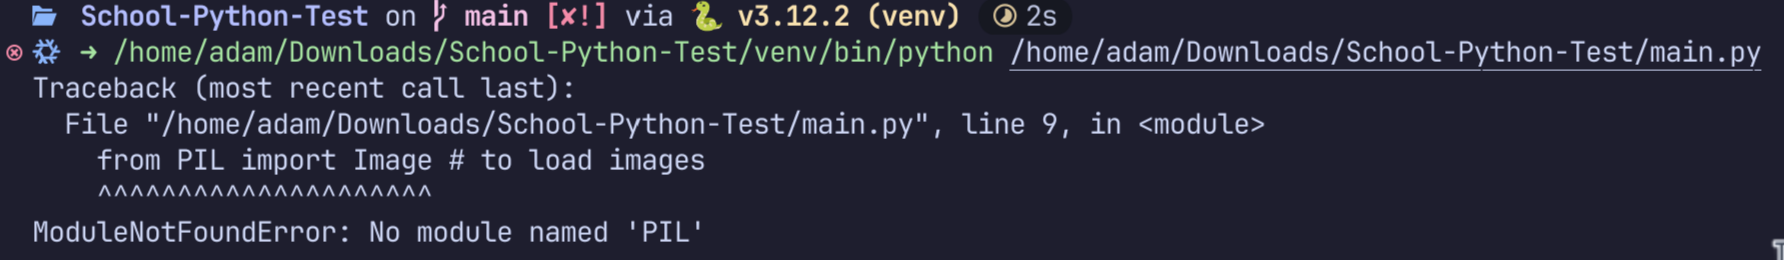 School-Python-Test on main [✘!] via 🐍 v3.12.2 (venv) 2s
➜ /home/adam/Downloads/School-Python-Test/venv/bin/python /home/adam/Downloads/School-Python-Test/main.py
Traceback (most recent call last):
  File "/home/adam/Downloads/School-Python-Test/main.py", line 9, in <module>
    from PIL import Image # to load images
    ^^^^^^^^^^^^^^^^^^^^^
ModuleNotFoundError: No module named 'PIL'